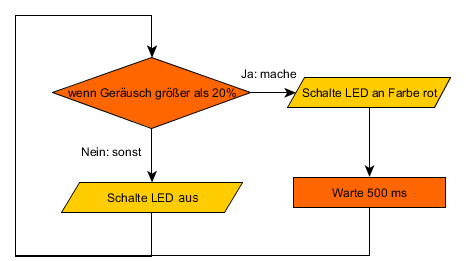 Ja: mache
wenn Geräusch größer als 20%
Schalte LED an Farbe rot
Nein: sonst
Schalte LED aus
Warte 500 ms